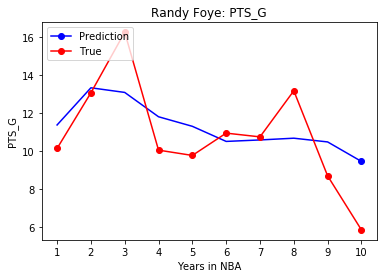 Randy Foye: PTS_G
Prediction
True
PTS_G
16
14
12
10
8
6
1 2 3 4 5 6 7 8 9 10
Years in NBA